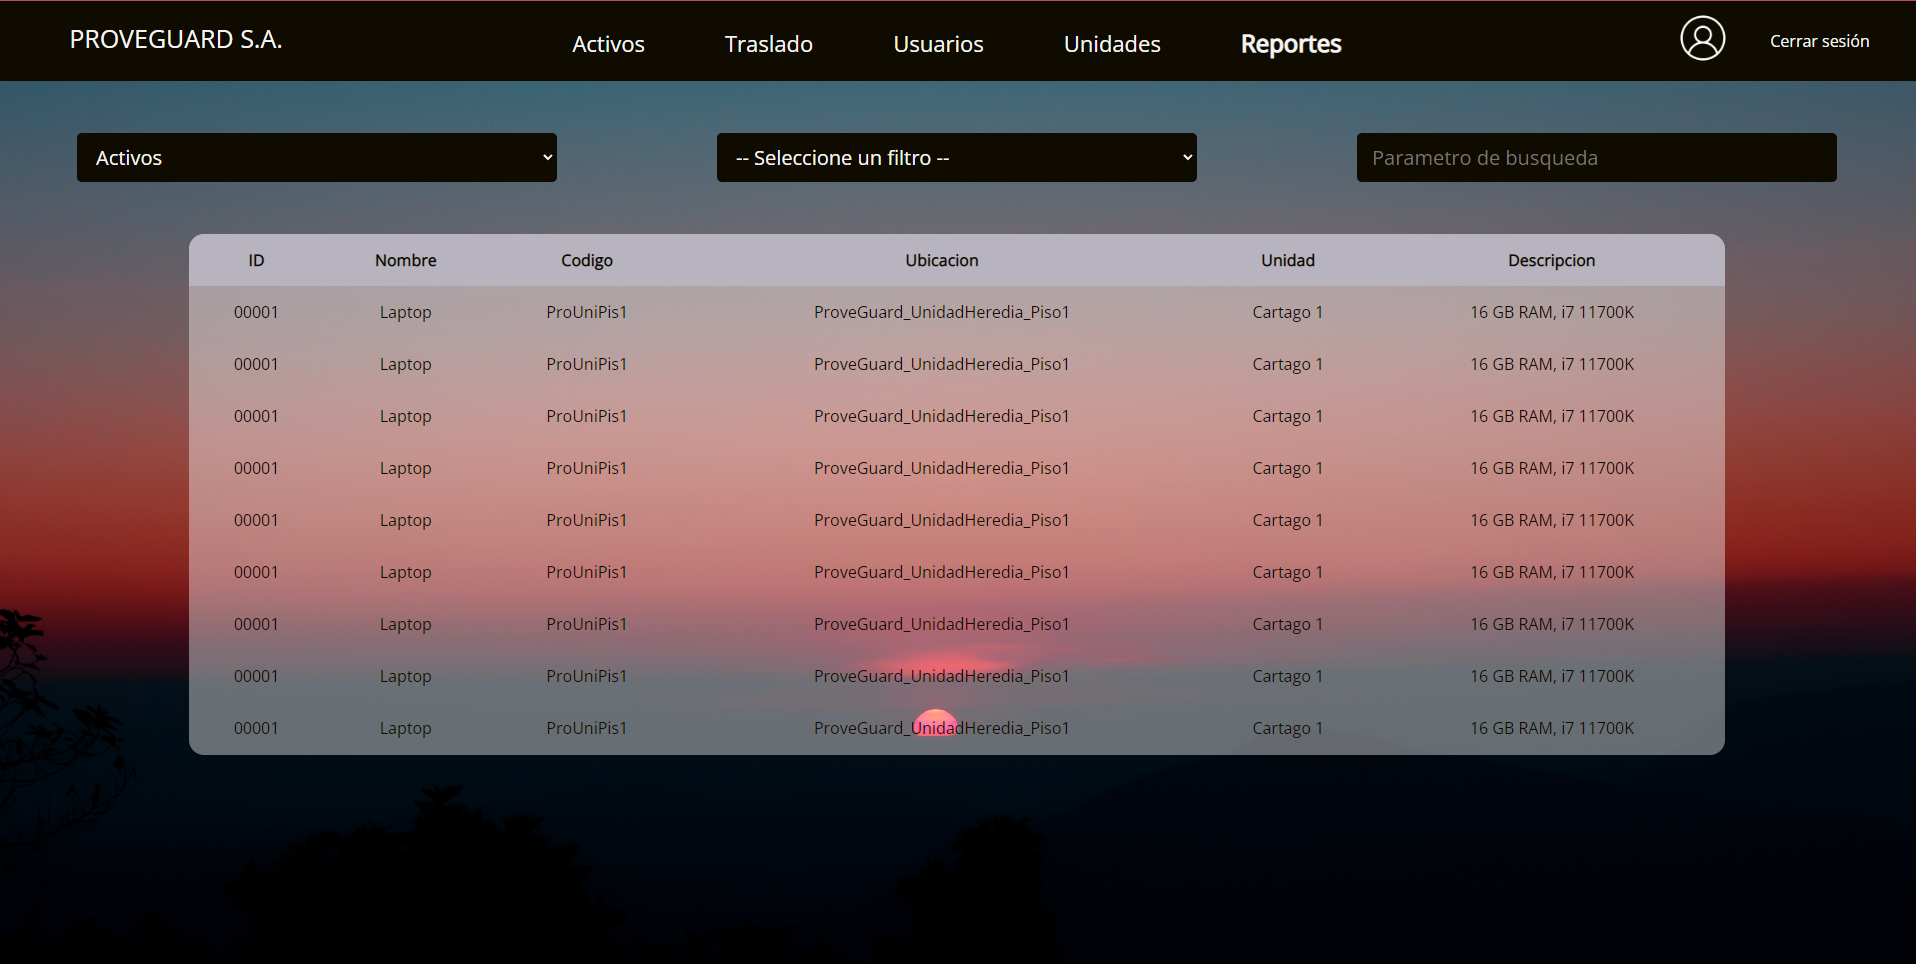 PROVEGUARD S.A. Activos Traslado Usuarios Unidades Reportes Cerrar sesión
Activos -- Seleccione un filtro -- Parametro de busqueda
ID Nombre Codigo Ubicacion Unidad Descripcion
00001 Laptop ProUniPis1 ProveGuard_UnidadHeredia_Piso1 Cartago 1 16 GB RAM, i7 11700K
00001 Laptop ProUniPis1 ProveGuard_UnidadHeredia_Piso1 Cartago 1 16 GB RAM, i7 11700K
00001 Laptop ProUniPis1 ProveGuard_UnidadHeredia_Piso1 Cartago 1 16 GB RAM, i7 11700K
00001 Laptop ProUniPis1 ProveGuard_UnidadHeredia_Piso1 Cartago 1 16 GB RAM, i7 11700K
00001 Laptop ProUniPis1 ProveGuard_UnidadHeredia_Piso1 Cartago 1 16 GB RAM, i7 11700K
00001 Laptop ProUniPis1 ProveGuard_UnidadHeredia_Piso1 Cartago 1 16 GB RAM, i7 11700K
00001 Laptop ProUniPis1 ProveGuard_UnidadHeredia_Piso1 Cartago 1 16 GB RAM, i7 11700K
00001 Laptop ProUniPis1 ProveGuard_UnidadHeredia_Piso1 Cartago 1 16 GB RAM, i7 11700K
00001 Laptop ProUniPis1 ProveGuard_UnidadHeredia_Piso1 Cartago 1 16 GB RAM, i7 11700K